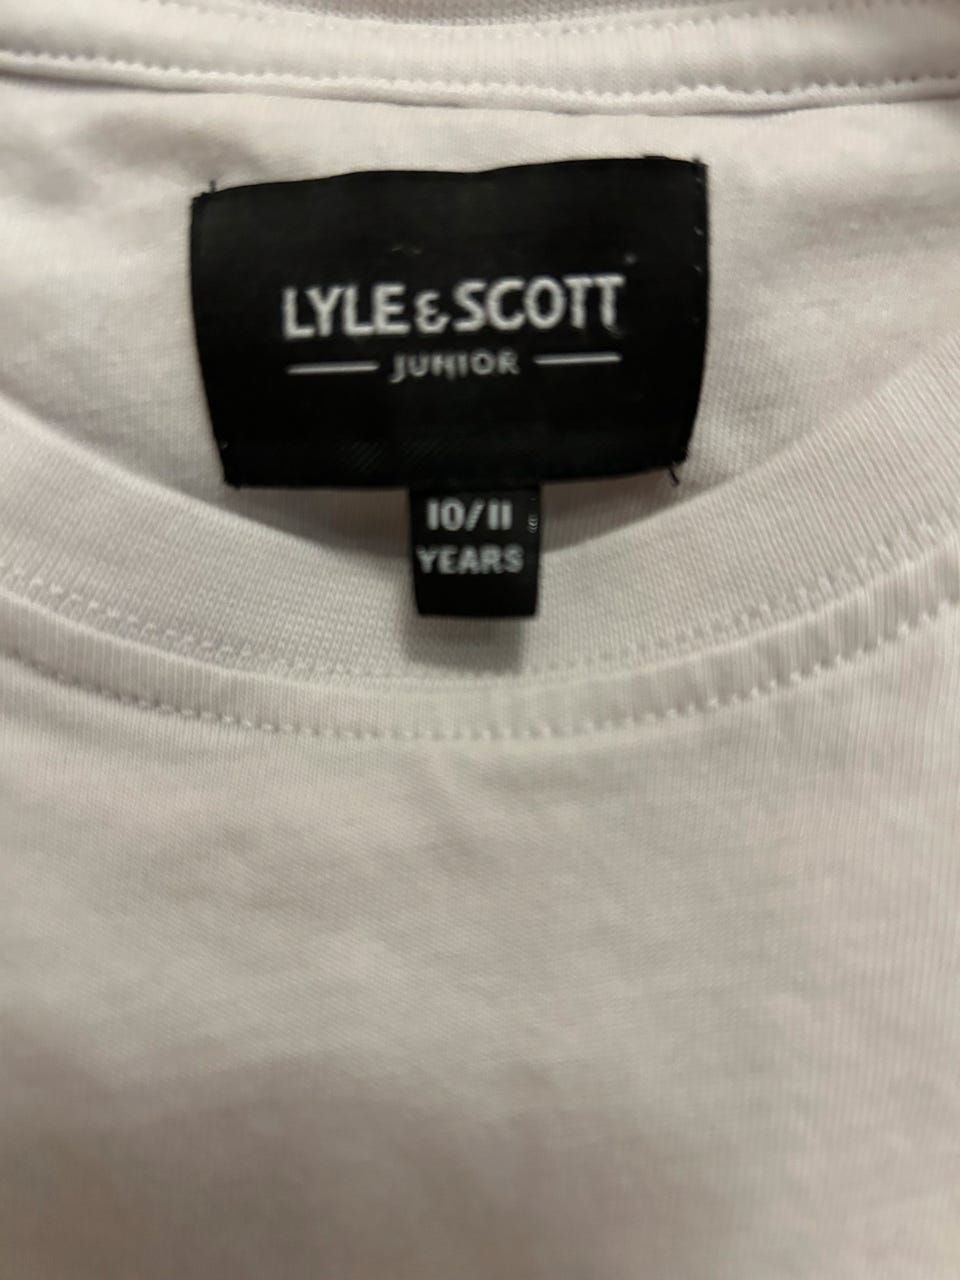 LYLE & SCOTT
JUNIOR
10/11
YEARS